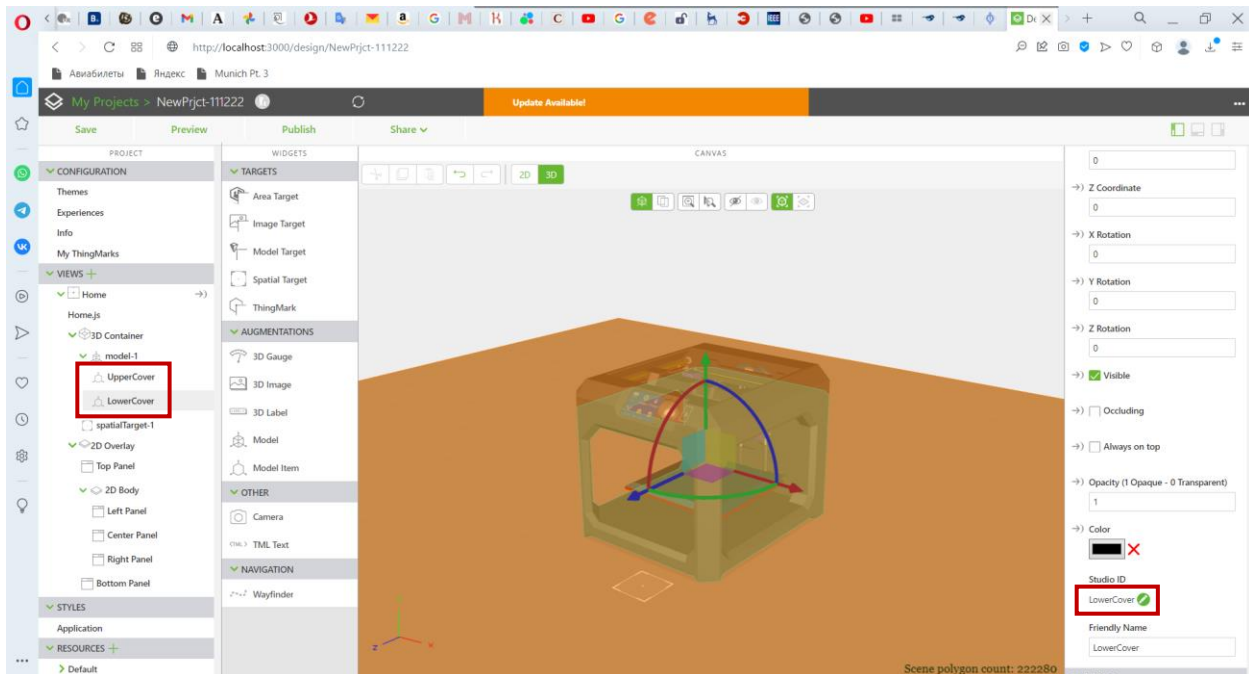 http://localhost:3000/design/NewPrjct-111222
Авиабилеты
Яндекс
Munich Pt. 3
My Projects > NewPrjct-111222
Update Available!
Save
Preview
Publish
Share
PROJECT
WIDGETS
CANVAS
CONFIGURATION
Themes
Experiences
Info
My ThingMarks
VIEWS
Home
Home.js
3D Container
model-1
UpperCover
LowerCover
spatialTarget-1
2D Overlay
Top Panel
2D Body
Left Panel
Center Panel
Right Panel
Bottom Panel
STYLES
Application
RESOURCES
Default
TARGETS
Area Target
Image Target
Model Target
Spatial Target
ThingMark
AUGMENTATIONS
3D Gauge
3D Image
3D Label
Model
Model Item
OTHER
Camera
TML Text
NAVIGATION
Wayfinder
2D 3D
z x
Scene polygon count: 222280
0
Z Coordinate
0
X Rotation
0
Y Rotation
0
Z Rotation
0
Visible
Occluding
Always on top
Opacity (1 Opaque - 0 Transparent)
1
Color
Studio ID
LowerCover
Friendly Name
LowerCover